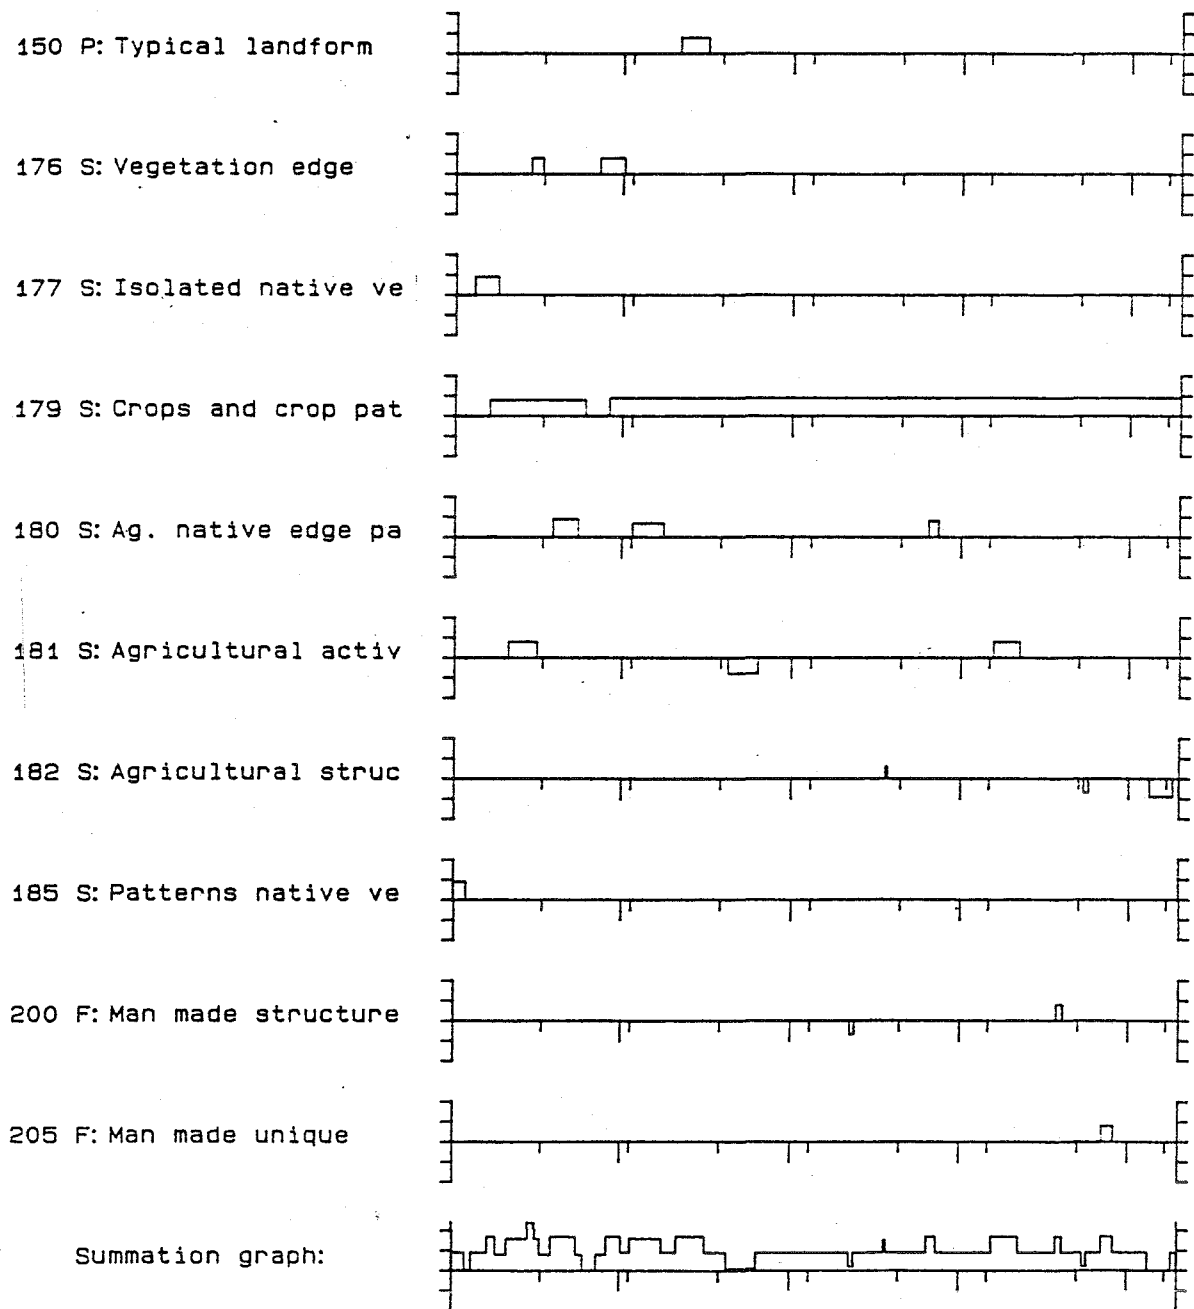 150 P: Typical landform
176 S: Vegetation edge
177 S: Isolated native ve
179 S: Crops and crop pat
180 S: Ag. native edge pa
181 S: Agricultural activ
182 S: Agricultural struc
185 S: Patterns native ve
200 F: Man made structure
205 F: Man made unique
Summation graph: